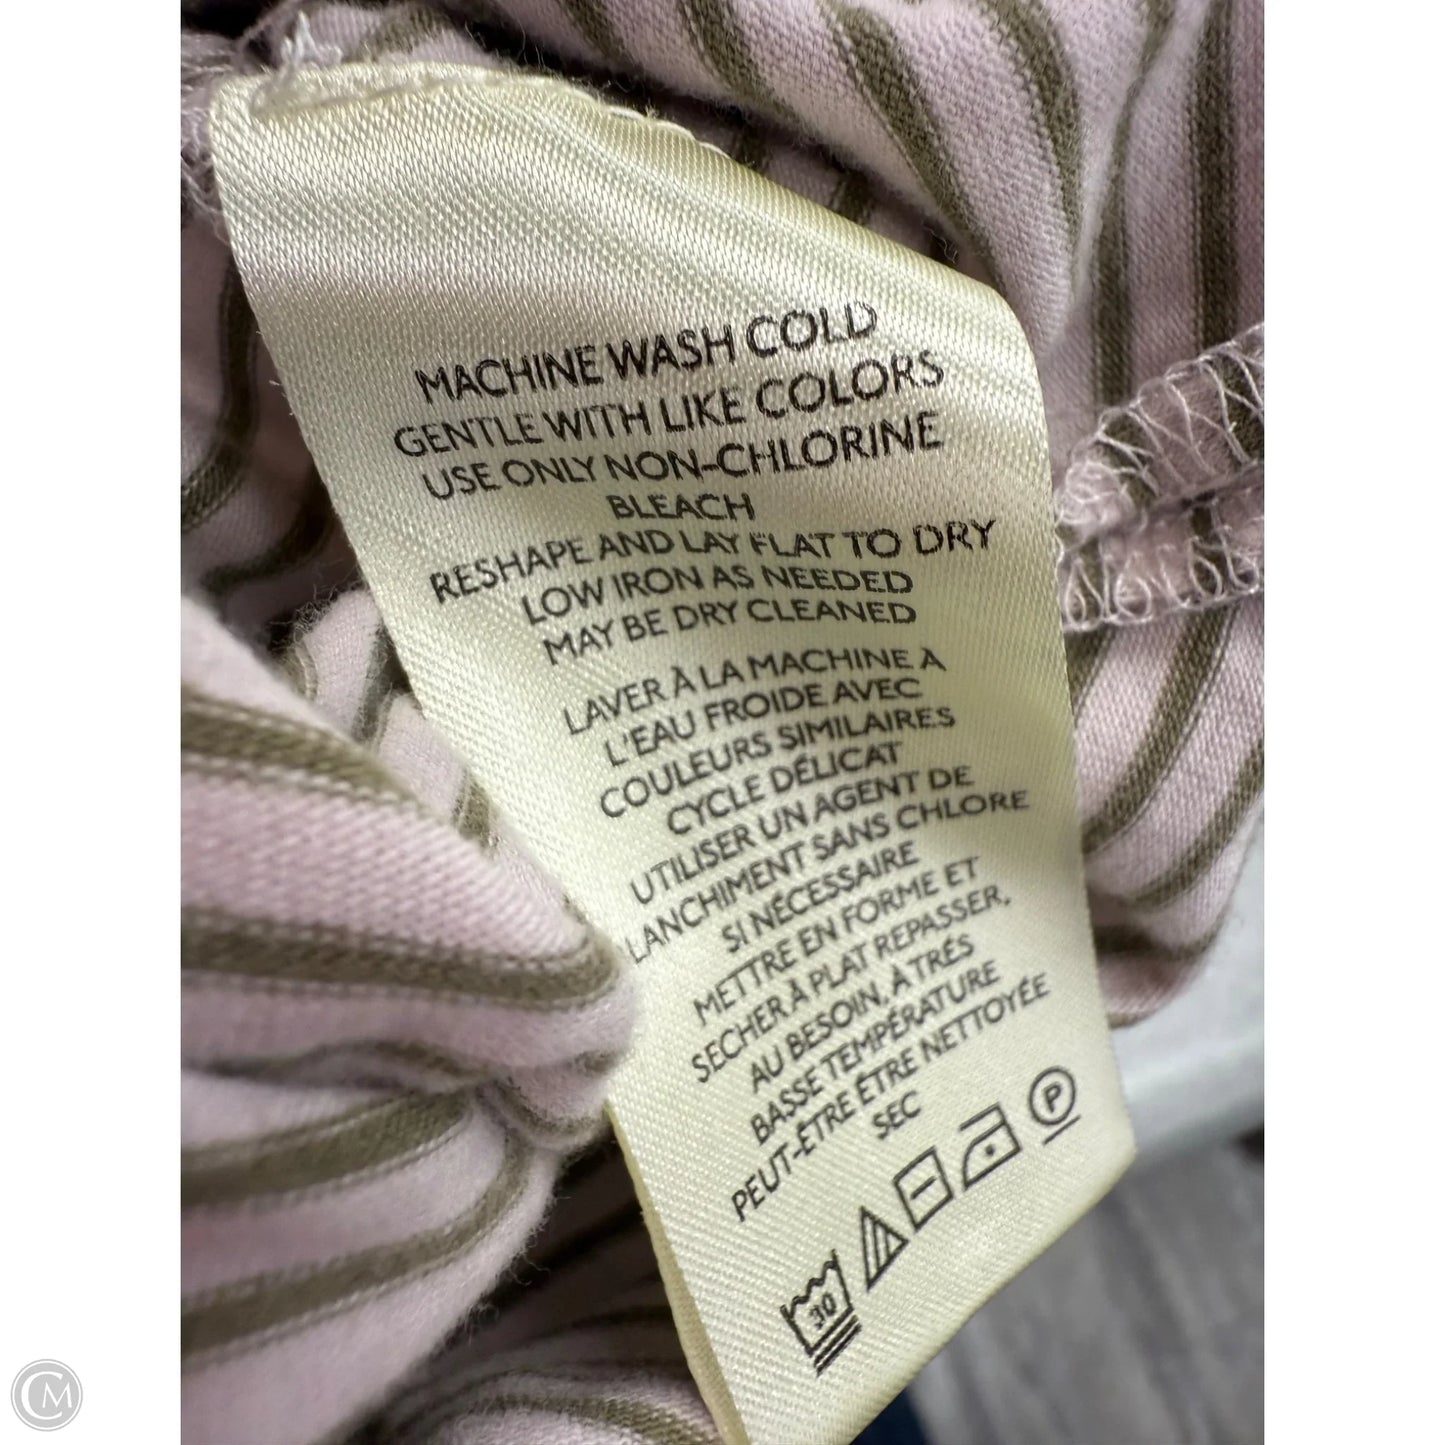 MACHINE WASH COLD
GENTLE WITH LIKE COLORS
USE ONLY NON-CHLORINE
BLEACH
RESHAPE AND LAY FLAT TO DRY
LOW IRON AS NEEDED
MAY BE DRY CLEANED
LAVER À LA MACHINE À
L'EAU FROIDE AVEC
COULEURS SIMILAIRES
CYCLE DÉLICAT
UTILISER UN AGENT DE
LANCHIMENT SANS CHLORE
SI NÉCESSAIRE
METTRE EN FORME ET
SECHER À PLAT REPASSER,
AU BESOIN, À TRÉS
BASSE TEMPÉRATURE
PEUT-ÊTRE ÊTRE NETTOYÉE
SEC
30
P
CM